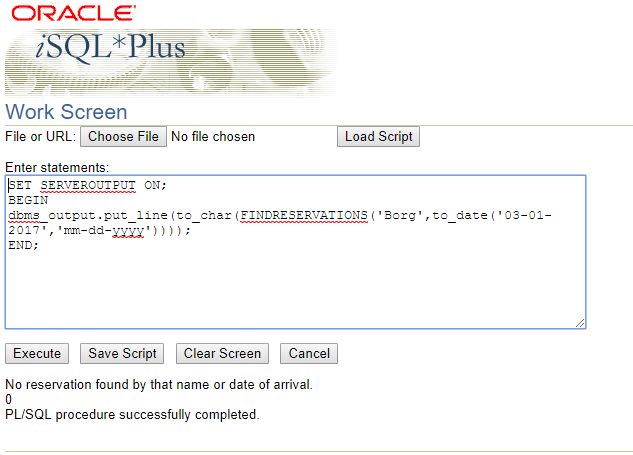 ORACLE
iSQL*Plus
Work Screen
File or URL: Choose File No file chosen Load Script
Enter statements:
SET SERVEROUTPUT ON;
BEGIN
dbms_output.put_line(to_char(FINDRESERVATIONS('Borg',to_date('03-01-
2017','mm-dd-yyyy'))));
END;
Execute Save Script Clear Screen Cancel
No reservation found by that name or date of arrival.
0
PL/SQL procedure successfully completed.